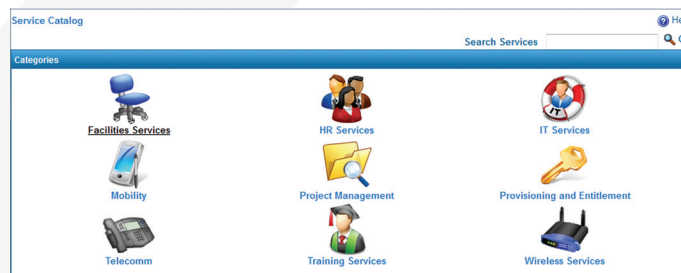 Service Catalog
Search Services
Categories
Facilities Services HR Services IT Services
IT
Mobility Project Management Provisioning and Entitlement
Telecomm Training Services Wireless Services